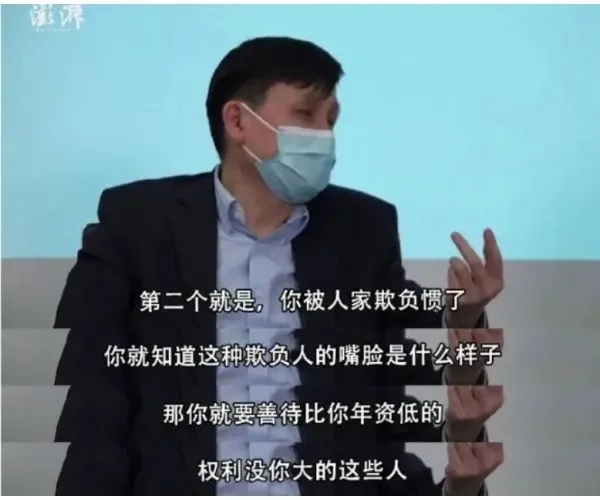 澎湃
第二个就是，你被人家欺负惯了
你就知道这种欺负人的嘴脸是什么样子
那你就要善待比你年资低的
权利没你大的这些人